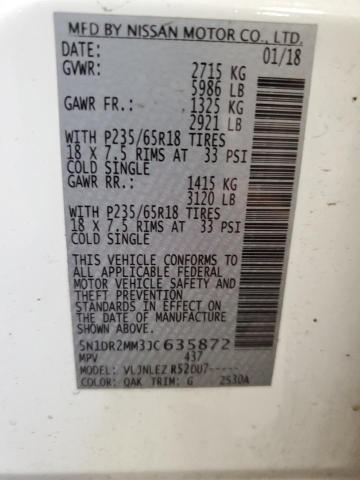 MFD BY NISSAN MOTOR CO., LTD.
DATE: 01/18
GVWR: 2715 KG
5986 LB
GAWR FR: 1325 KG
2921 LB
WITH P235/65R18 TIRES
18 X 7.5 RIMS AT 33 PSI
COLD SINGLE
GAWR RR: 1415 KG
3120 LB
WITH P235/65R18 TIRES
18 X 7.5 RIMS AT 33 PSI
COLD SINGLE
THIS VEHICLE CONFORMS TO
ALL APPLICABLE FEDERAL
MOTOR VEHICLE SAFETY AND
THEFT PREVENTION
STANDARDS IN EFFECT ON
THE DATE OF MANUFACTURE
SHOWN ABOVE.
5N1DR2MM3JC635872
MPV 437
MODEL: VLJNLEZ R52DU7-----
COLOR: QAK TRIM: G 2530A